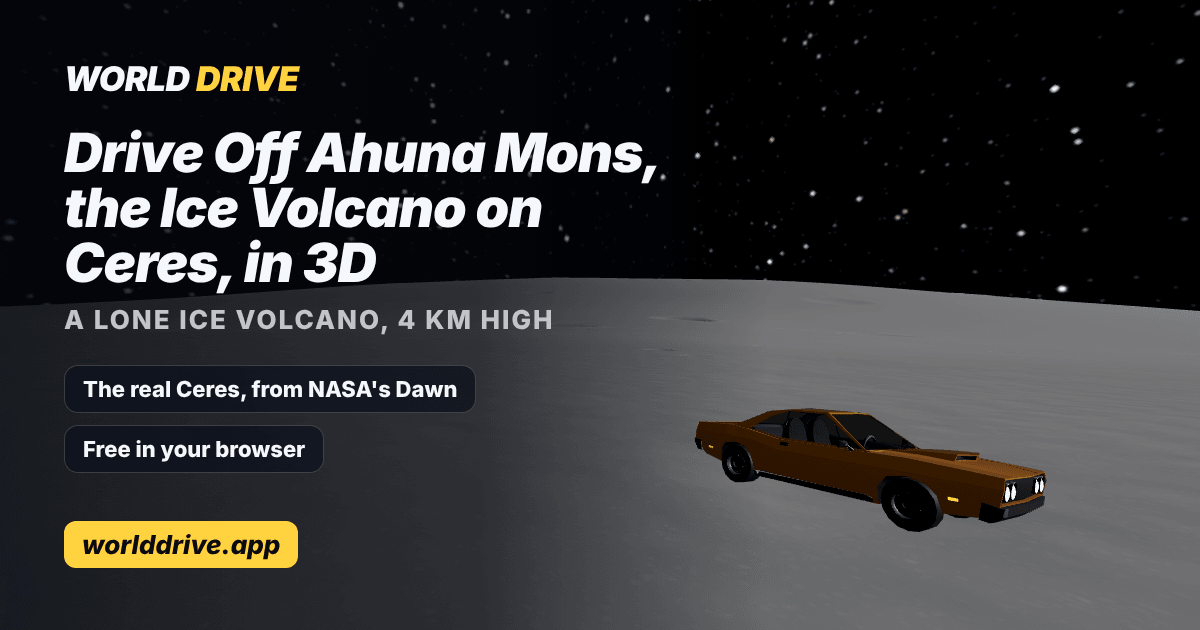 WORLD DRIVE
Drive Off Ahuna Mons,
the Ice Volcano on
Ceres, in 3D
A LONE ICE VOLCANO, 4 KM HIGH
The real Ceres, from NASA's Dawn
Free in your browser
worlddrive.app